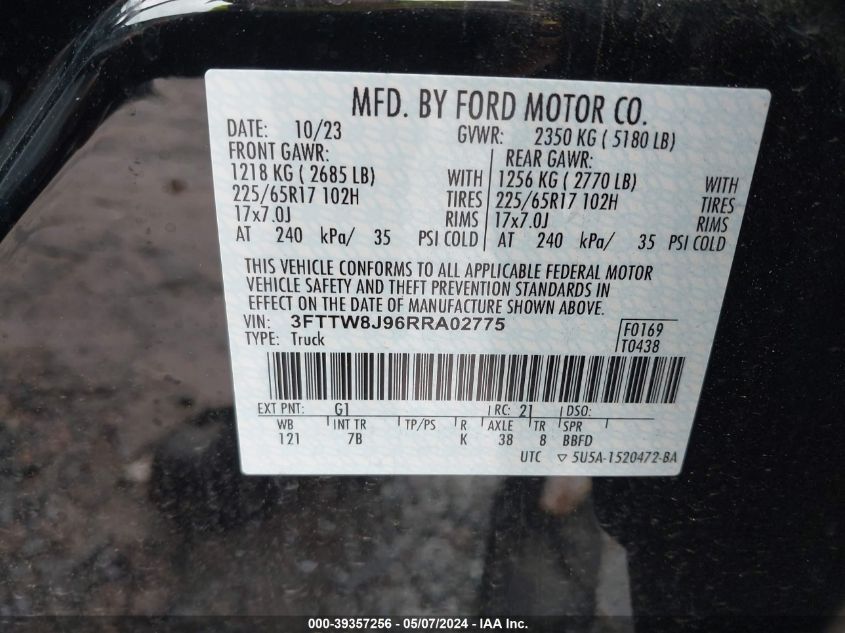 MFD. BY FORD MOTOR CO.
DATE: 10/23 GVWR: 2350 KG ( 5180 LB)
FRONT GAWR: REAR GAWR:
1218 KG ( 2685 LB) WITH 1256 KG ( 2770 LB) WITH
225/65R17 102H TIRES 225/65R17 102H TIRES
17x7.0J RIMS 17x7.0J RIMS
AT 240 kPa/ 35 PSI COLD AT 240 kPa/ 35 PSI COLD
THIS VEHICLE CONFORMS TO ALL APPLICABLE FEDERAL MOTOR
VEHICLE SAFETY AND THEFT PREVENTION STANDARDS IN
EFFECT ON THE DATE OF MANUFACTURE SHOWN ABOVE.
VIN: 3FTTW8J96RRA02775 F0169
TYPE: Truck T0438
EXT PNT: G1 RC: 21 DSO:
WB INT TR TP/PS R AXLE TR SPR
121 7B K 38 8 BBFD
UTC ▽ 5U5A-1520472-BA
000-39357256 - 05/07/2024 - IAA Inc.